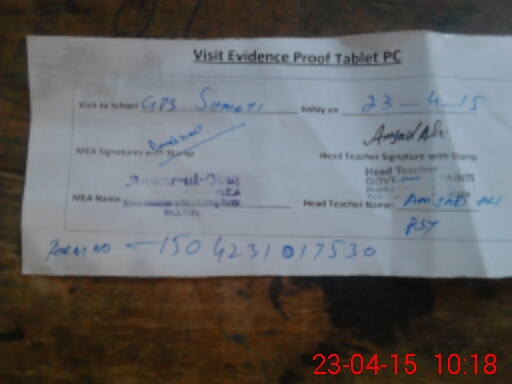 Visit Evidence Proof Tablet PC
Visit to School GPS today on 23-4-15
Amjad Ali
MEA Signatures with Stamp Head Teacher Signature with Stamp
Head Teacher
MEA Name Head Teacher Name AMJAD ALI
PST
FORM NO -150 4231 017530
23-04-15 10:18